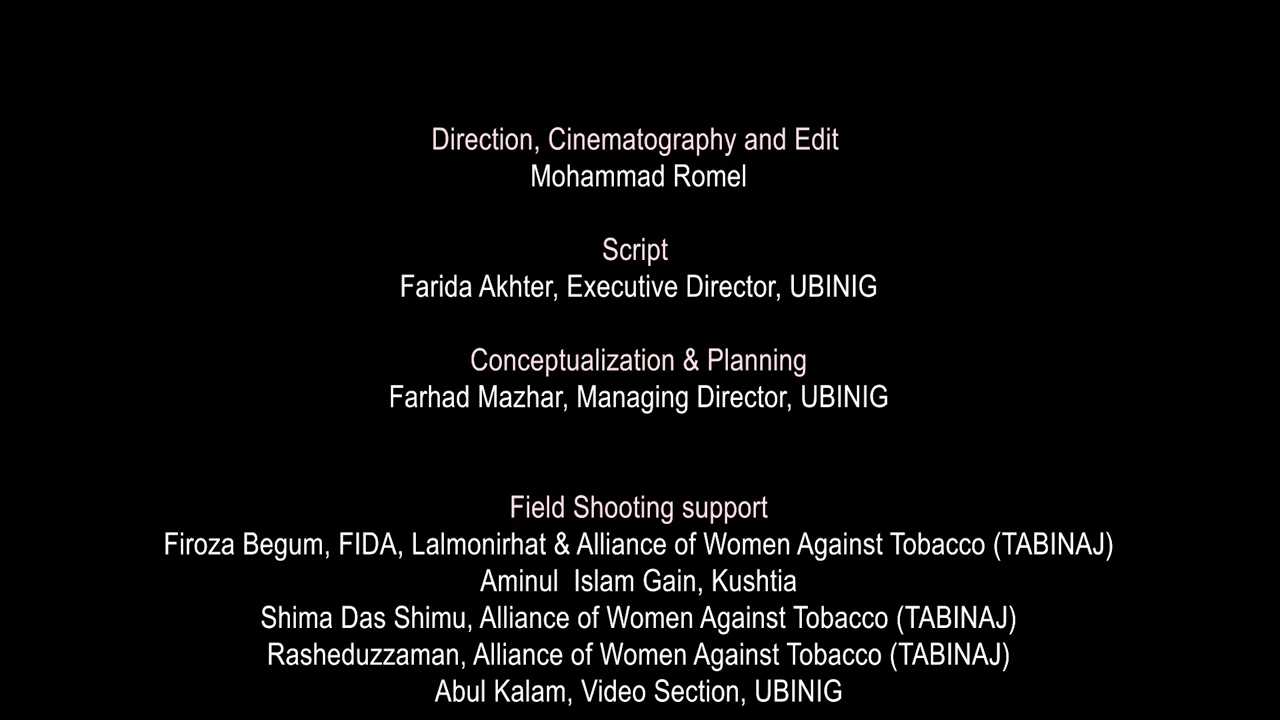 Direction, Cinematography and Edit
Mohammad Romel
Script
Farida Akhter, Executive Director, UBINIG
Conceptualization & Planning
Farhad Mazhar, Managing Director, UBINIG
Field Shooting support
Firoza Begum, FIDA, Lalmonirhat & Alliance of Women Against Tobacco (TABINAJ)
Aminul  Islam Gain, Kushtia
Shima Das Shimu, Alliance of Women Against Tobacco (TABINAJ)
Rasheduzzaman, Alliance of Women Against Tobacco (TABINAJ)
Abul Kalam, Video Section, UBINIG